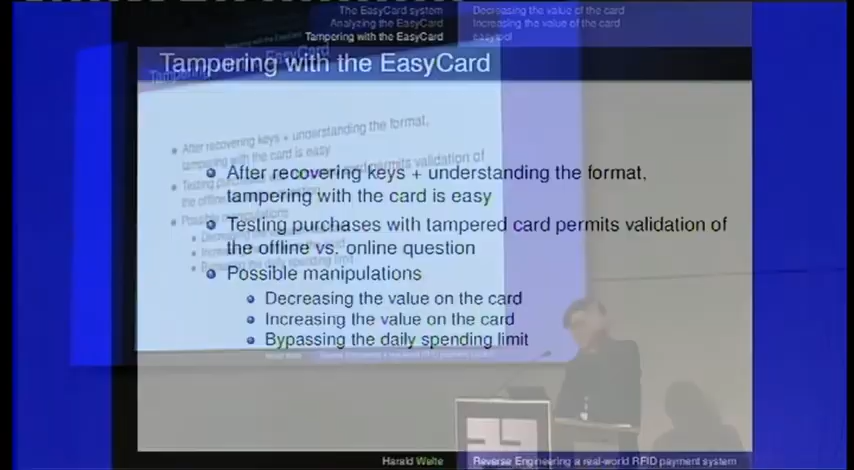 The EasyCard system
Analyzing the EasyCard
Tampering with the EasyCard
Decreasing the value of the card
Increasing the value of the card
easytool
Tampering with the EasyCard
After recovering keys + understanding the format,
tampering with the card is easy
Testing purchases with tampered card permits validation of
the offline vs. online question
Possible manipulations
Decreasing the value on the card
Increasing the value on the card
Bypassing the daily spending limit
Harald Welte
Reverse Engineering a real-world RFID payment system